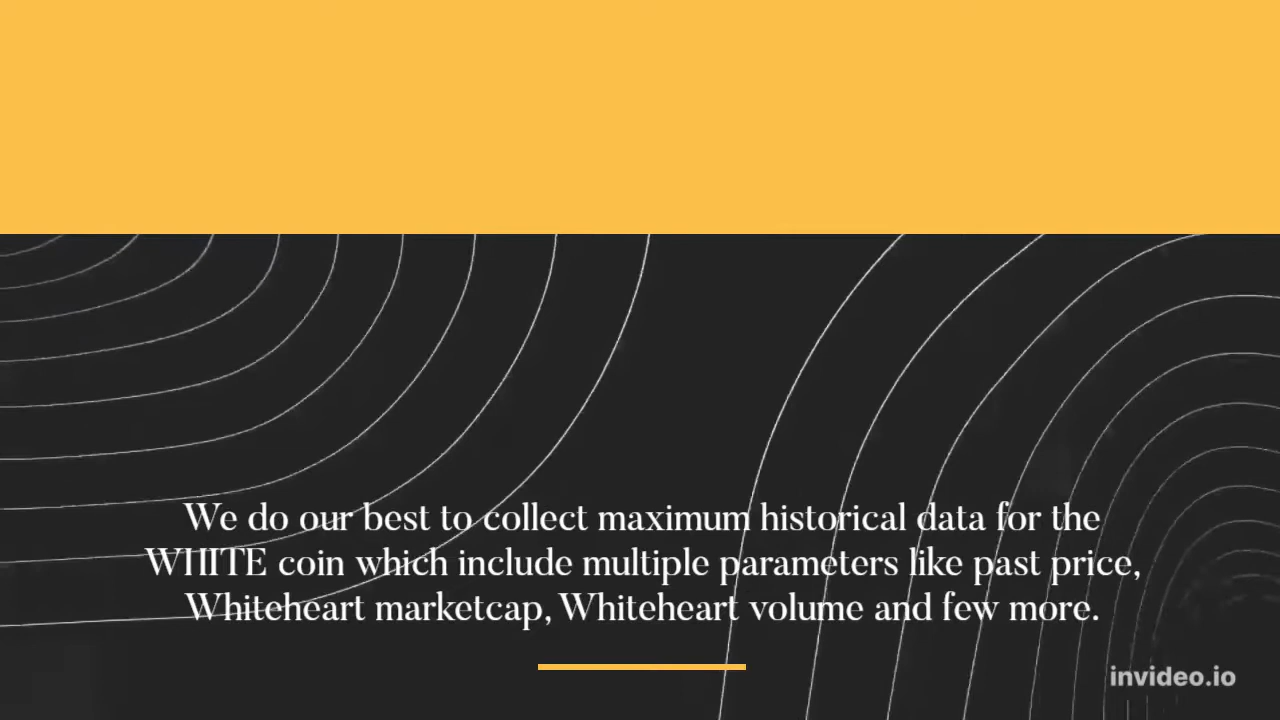 We do our best to collect maximum historical data for the
WHITE coin which include multiple parameters like past price,
Whiteheart marketcap, Whiteheart volume and few more.
invideo.io